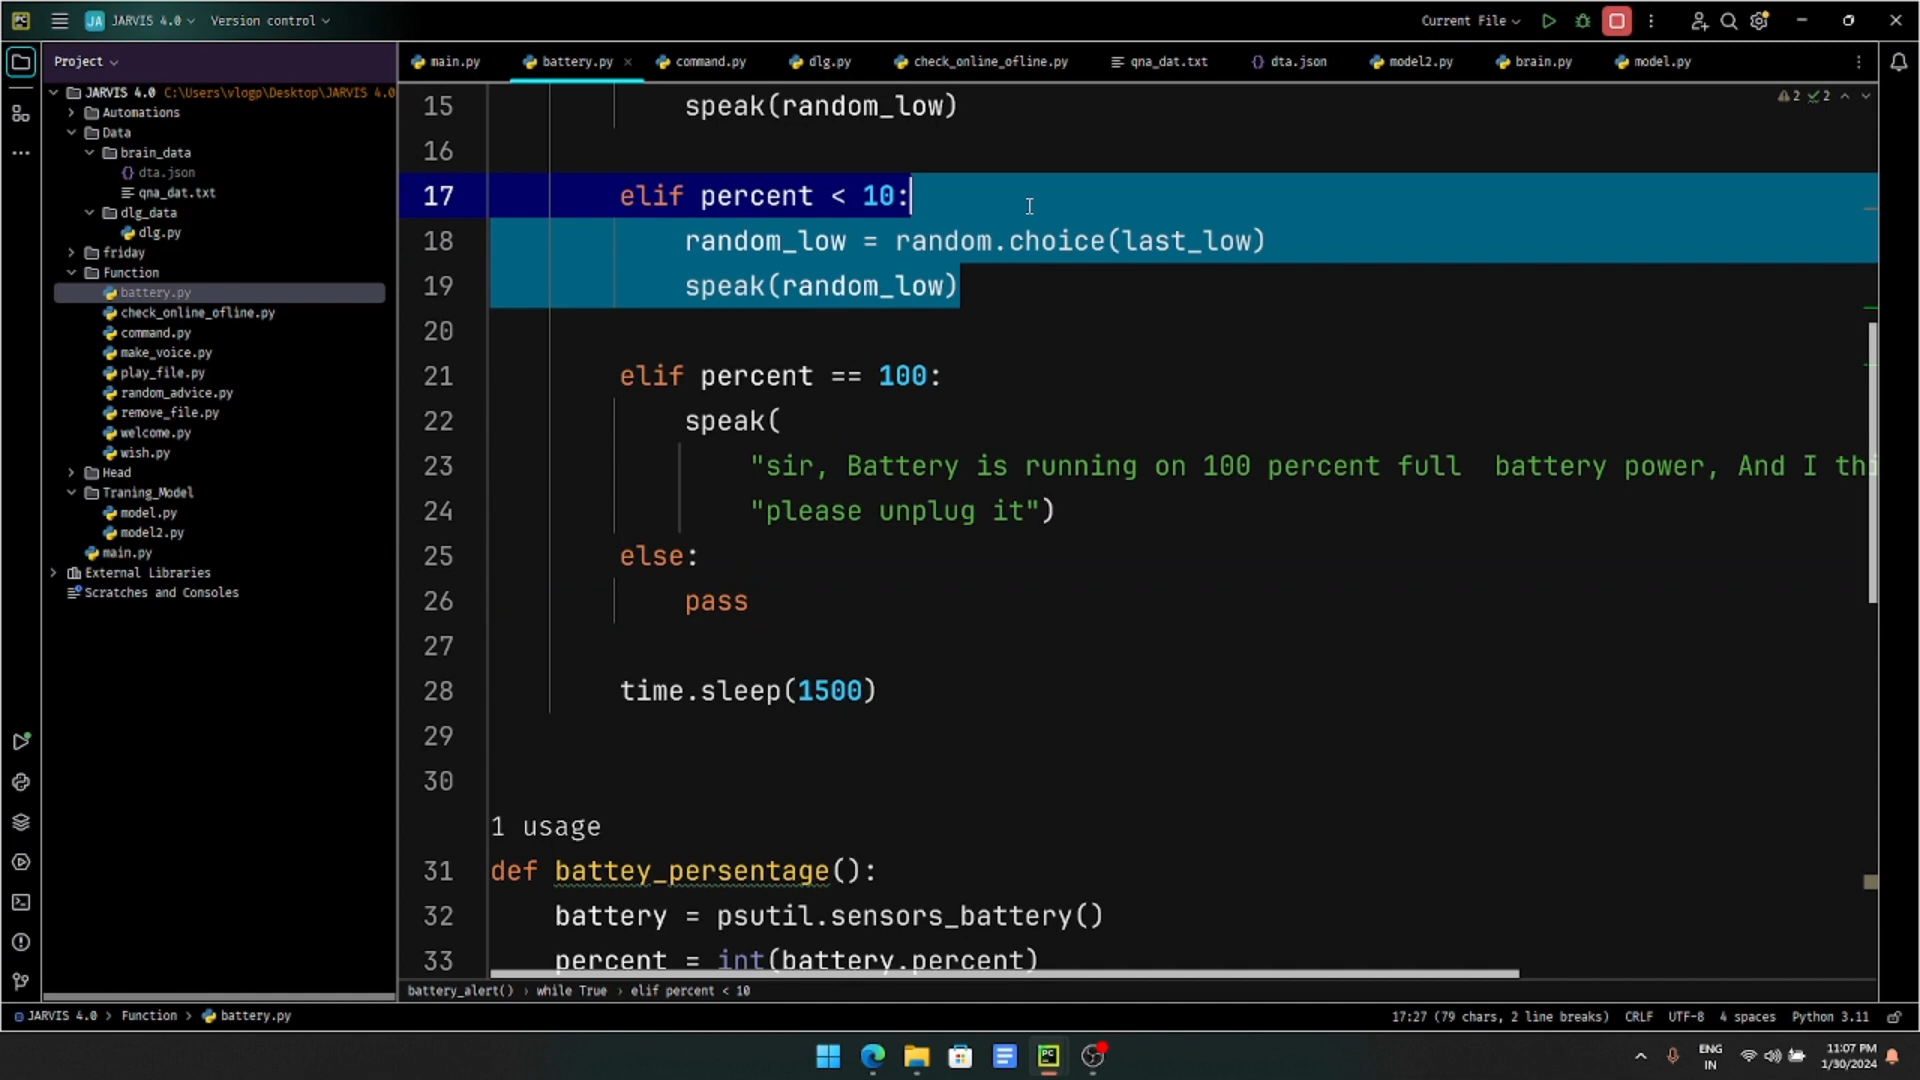 PC JA JARVIS 4.0 Version control Current File
Project main.py battery.py command.py dlg.py check_online_ofline.py qna_dat.txt {} dta.json model2.py brain.py model.py
JARVIS 4.0 C:\Users\vlogp\Desktop\JARVIS 4.0
Automations
Data
brain_data
{} dta.json
qna_dat.txt
dlg_data
dlg.py
friday
Function
battery.py
check_online_ofline.py
command.py
make_voice.py
play_file.py
random_advice.py
remove_file.py
welcome.py
wish.py
Head
Traning_Model
model.py
model2.py
main.py
External Libraries
Scratches and Consoles
2 2
15 speak(random_low)
16
17 elif percent < 10:
18 random_low = random.choice(last_low)
19 speak(random_low)
20
21 elif percent == 100:
22 speak(
23 "sir, Battery is running on 100 percent full  battery power, And I thi
24 "please unplug it")
25 else:
26 pass
27
28 time.sleep(1500)
29
30
1 usage
31 def battey_persentage():
32 battery = psutil.sensors_battery()
33 percent = int(battery.percent)
battery_alert() › while True › elif percent < 10
JARVIS 4.0 › Function › battery.py 17:27 (79 chars, 2 line breaks) CRLF UTF-8 4 spaces Python 3.11
PC ENG 11:07 PM
IN 1/30/2024